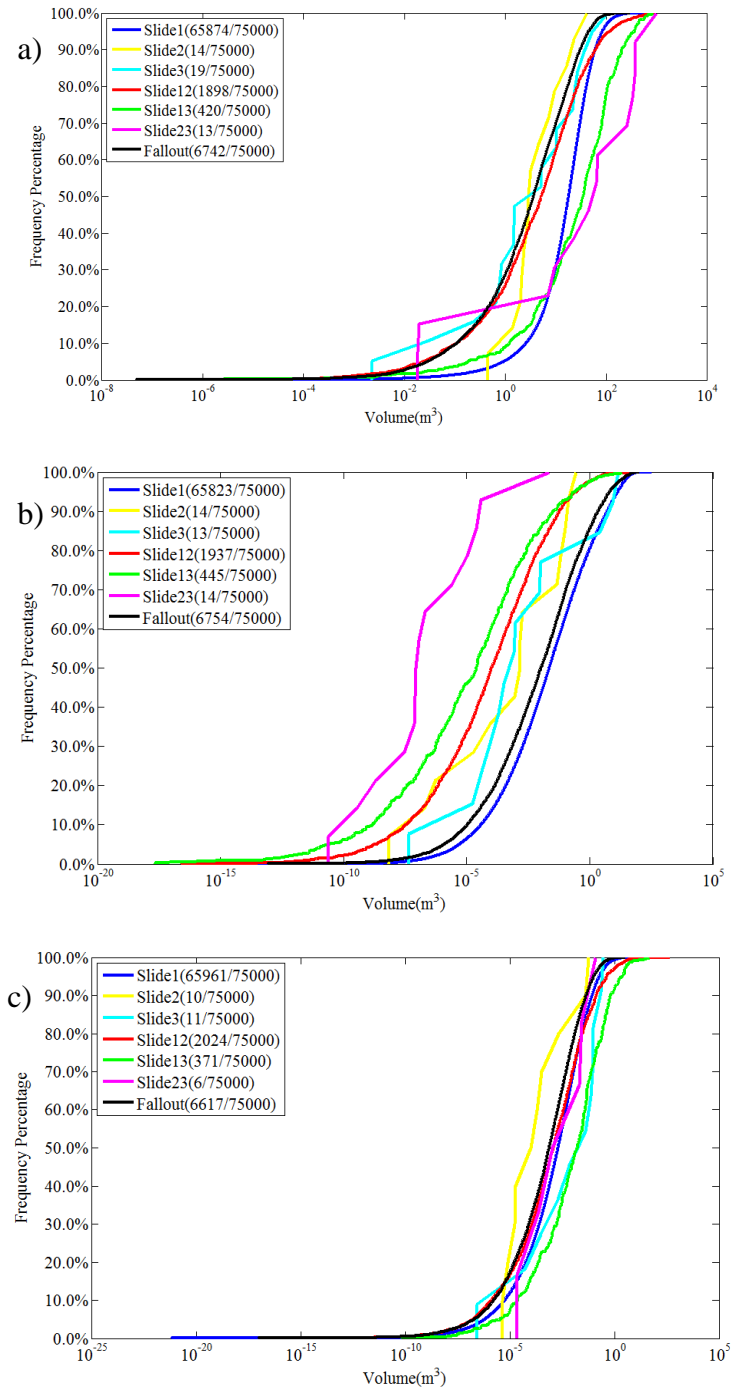 a)
100.0%
90.0%
80.0%
70.0%
60.0%
50.0%
40.0%
30.0%
20.0%
10.0%
0.0%
Frequency Percentage
Slide1(65874/75000)
Slide2(14/75000)
Slide3(19/75000)
Slide12(1898/75000)
Slide13(420/75000)
Slide23(13/75000)
Fallout(6742/75000)
10⁻⁸ 10⁻⁶ 10⁻⁴ 10⁻² 10⁰ 10² 10⁴
Volume(m³)
b)
100.0%
90.0%
80.0%
70.0%
60.0%
50.0%
40.0%
30.0%
20.0%
10.0%
0.0%
Frequency Percentage
Slide1(65823/75000)
Slide2(14/75000)
Slide3(13/75000)
Slide12(1937/75000)
Slide13(445/75000)
Slide23(14/75000)
Fallout(6754/75000)
10⁻²⁰ 10⁻¹⁵ 10⁻¹⁰ 10⁻⁵ 10⁰ 10⁵
Volume(m³)
c)
100.0%
90.0%
80.0%
70.0%
60.0%
50.0%
40.0%
30.0%
20.0%
10.0%
0.0%
Frequency Percentage
Slide1(65961/75000)
Slide2(10/75000)
Slide3(11/75000)
Slide12(2024/75000)
Slide13(371/75000)
Slide23(6/75000)
Fallout(6617/75000)
10⁻²⁵ 10⁻²⁰ 10⁻¹⁵ 10⁻¹⁰ 10⁻⁵ 10⁰ 10⁵
Volume(m³)